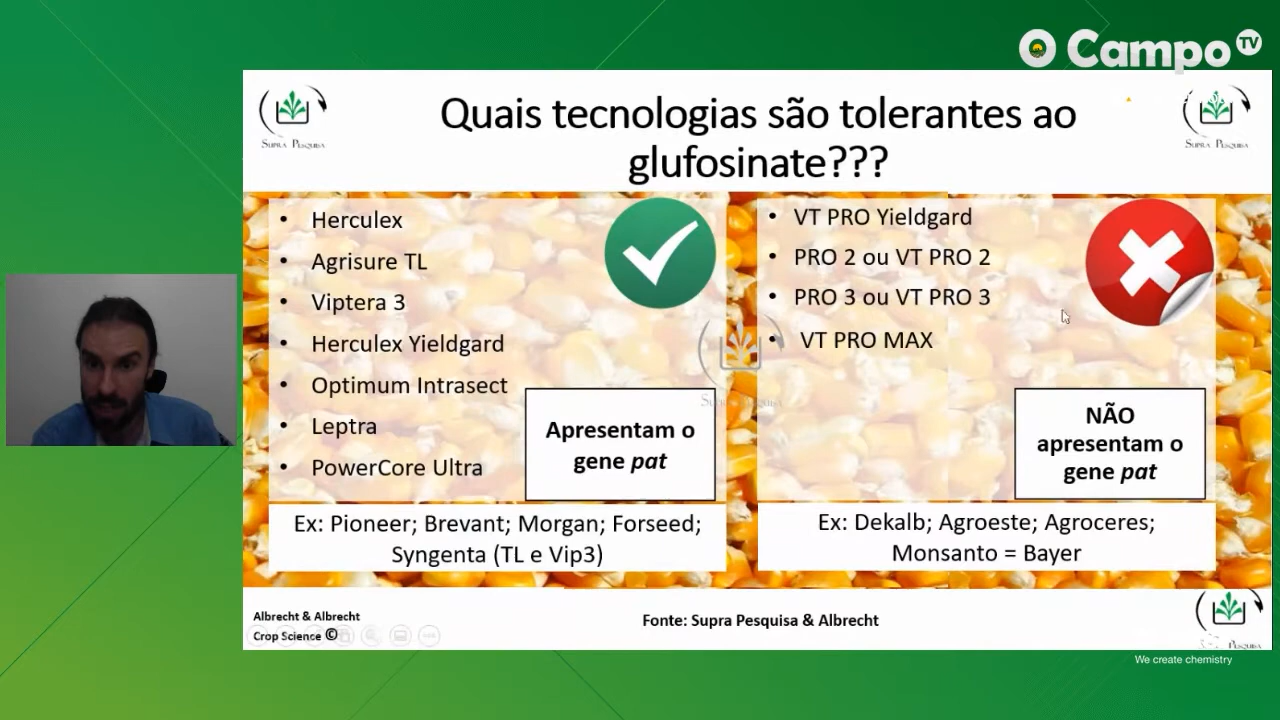 O Campo TV
Quais tecnologias são tolerantes ao
glufosinate???
SUPRA PESQUISA
SUPRA PESQUISA
• Herculex
• Agrisure TL
• Viptera 3
• Herculex Yieldgard
• Optimum Intrasect
• Leptra
• PowerCore Ultra
Apresentam o
gene pat
Ex: Pioneer; Brevant; Morgan; Forseed;
Syngenta (TL e Vip3)
• VT PRO Yieldgard
• PRO 2 ou VT PRO 2
• PRO 3 ou VT PRO 3
• VT PRO MAX
NÃO
apresentam o
gene pat
Ex: Dekalb; Agroeste; Agroceres;
Monsanto = Bayer
Albrecht & Albrecht
Crop Science ©
Fonte: Supra Pesquisa & Albrecht
We create chemistry